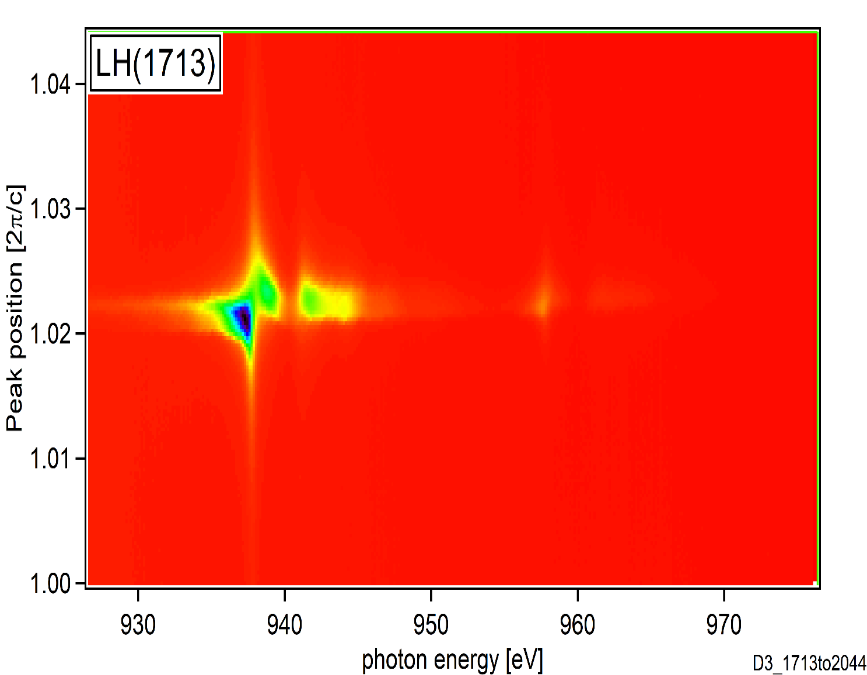 LH(1713)
1.04
1.03
1.02
1.01
1.00
Peak position [2π/c]
930 940 950 960 970
photon energy [eV]
D3_1713to2044